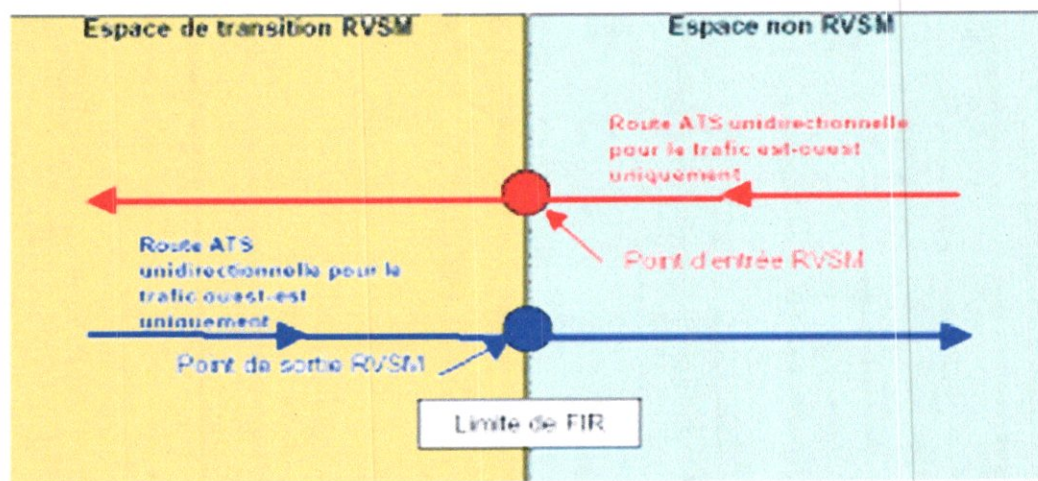 Espace de transition RVSM
Espace non RVSM
Route ATS unidirectionnelle
pour le trafic est-ouest
uniquement
Route ATS
unidirectionnelle pour le
trafic ouest-est
uniquement
Point d'entrée RVSM
Point de sortie RVSM
Limite de FIR